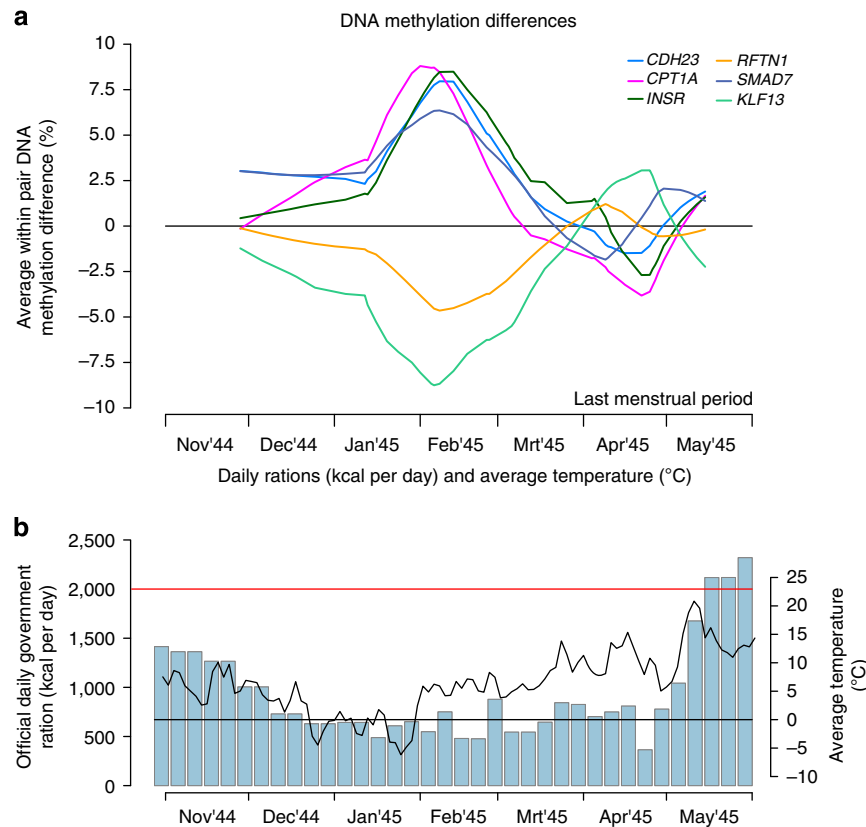 a
DNA methylation differences
Average within pair DNA
methylation difference (%)
10
7.5
5.0
2.5
0
−2.5
−5.0
−7.5
−10
CDH23
CPT1A
INSR
RFTN1
SMAD7
KLF13
Last menstrual period
Nov'44 Dec'44 Jan'45 Feb'45 Mrt'45 Apr'45 May'45
Daily rations (kcal per day) and average temperature (°C)
b
Official daily government
ration (kcal per day)
2,500
2,000
1,500
1,000
500
0
25
20
15
10
5
0
−5
−10
Average temperature
(°C)
Nov'44 Dec'44 Jan'45 Feb'45 Mrt'45 Apr'45 May'45